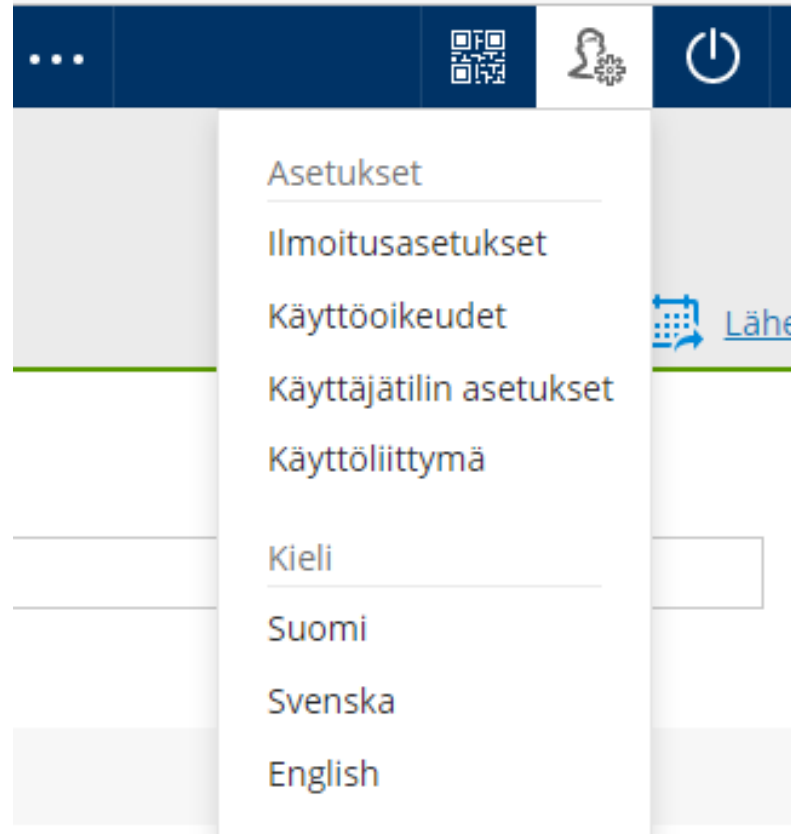 Asetukset
Ilmoitusasetukset
Käyttöoikeudet
Käyttäjätilin asetukset
Käyttöliittymä
Kieli
Suomi
Svenska
English